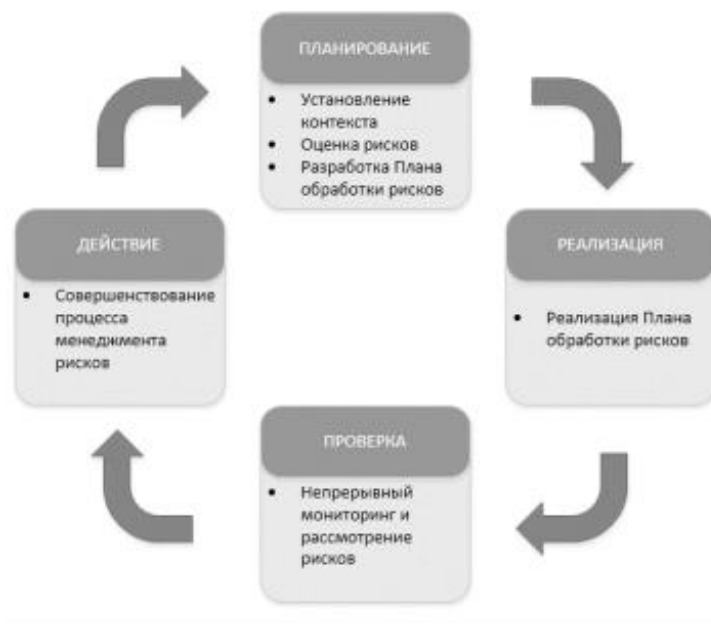 ПЛАНИРОВАНИЕ
• Установление
контекста
• Оценка рисков
• Разработка Плана
обработки рисков
РЕАЛИЗАЦИЯ
• Реализация Плана
обработки рисков
ПРОВЕРКА
• Непрерывный
мониторинг и
рассмотрение
рисков
ДЕЙСТВИЕ
• Совершенствование
процесса
менеджмента
рисков